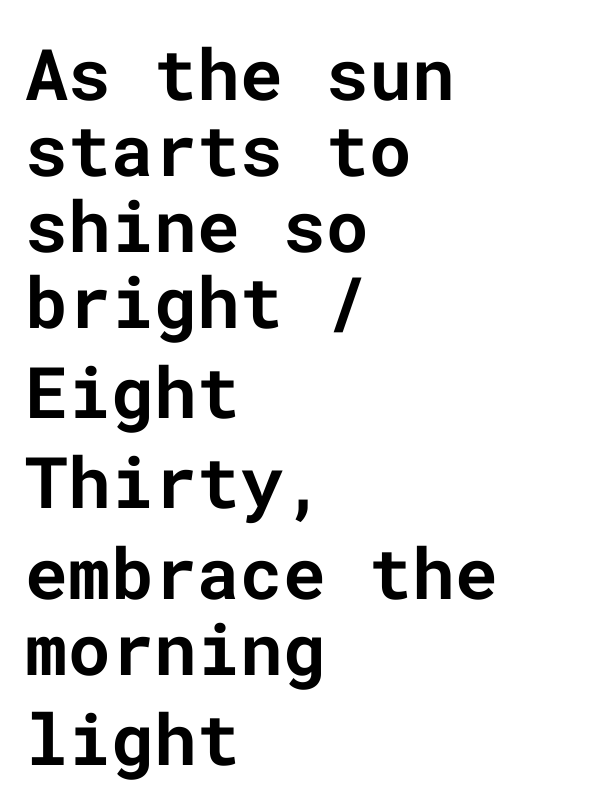 As the sun
starts to
shine so
bright /
Eight
Thirty,
embrace the
morning
light